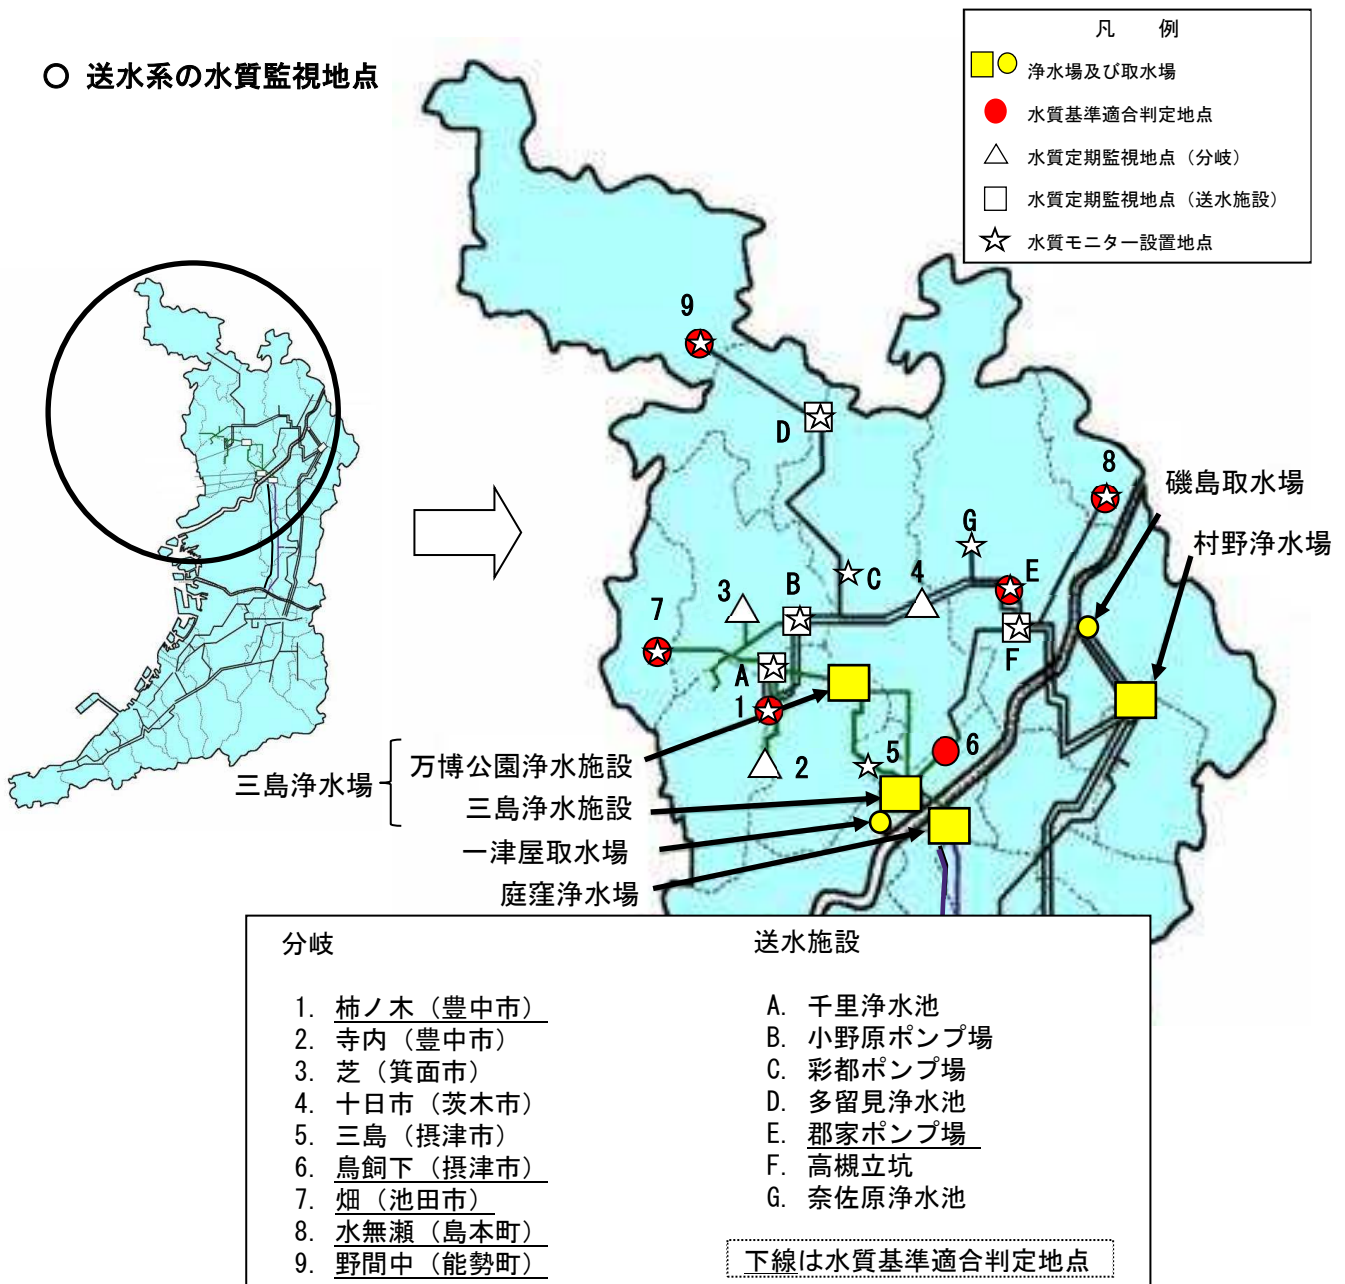 ○ 送水系の水質監視地点
凡　例
浄水場及び取水場
水質基準適合判定地点
水質定期監視地点（分岐）
水質定期監視地点（送水施設）
水質モニター設置地点
9
D
8
磯島取水場
G
村野浄水場
E
C
4
B
3
7
F
A
1
6
5
2
三島浄水場
万博公園浄水施設
三島浄水施設
一津屋取水場
庭窪浄水場
分岐
1. 柿ノ木（豊中市）
2. 寺内（豊中市）
3. 芝（箕面市）
4. 十日市（茨木市）
5. 三島（摂津市）
6. 鳥飼下（摂津市）
7. 畑（池田市）
8. 水無瀬（島本町）
9. 野間中（能勢町）
送水施設
A. 千里浄水池
B. 小野原ポンプ場
C. 彩都ポンプ場
D. 多留見浄水池
E. 郡家ポンプ場
F. 高槻立坑
G. 奈佐原浄水池
下線は水質基準適合判定地点